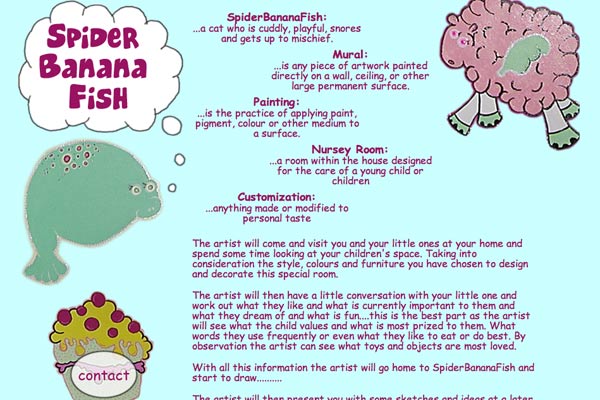 Spider
Banana
Fish
SpiderBananaFish:
...a cat who is cuddly, playful, snores
and gets up to mischief.
Mural:
...is any piece of artwork painted
directly on a wall, ceiling, or other
large permanent surface.
Painting:
...is the practice of applying paint,
pigment, colour or other medium to
a surface.
Nursey Room:
...a room within the house designed
for the care of a young child or
children
Customization:
...anything made or modified to
personal taste
The artist will come and visit you and your little ones at your home and
spend some time looking at your children's space. Taking into
consideration the style, colours and furniture you have chosen to design
and decorate this special room.
The artist will then have a little conversation with your little one and
work out what they like and what is currently important to them and
what they dream of and what is fun....this is the best part as the artist
will see what the child values and what is most prized to them. What
words they use frequently or even what they like to eat or do best. By
observation the artist can see what toys and objects are most loved.
With all this information the artist will go home to SpiderBananaFish and
start to draw..........
The artist will then present you with some sketches and ideas at a later
contact